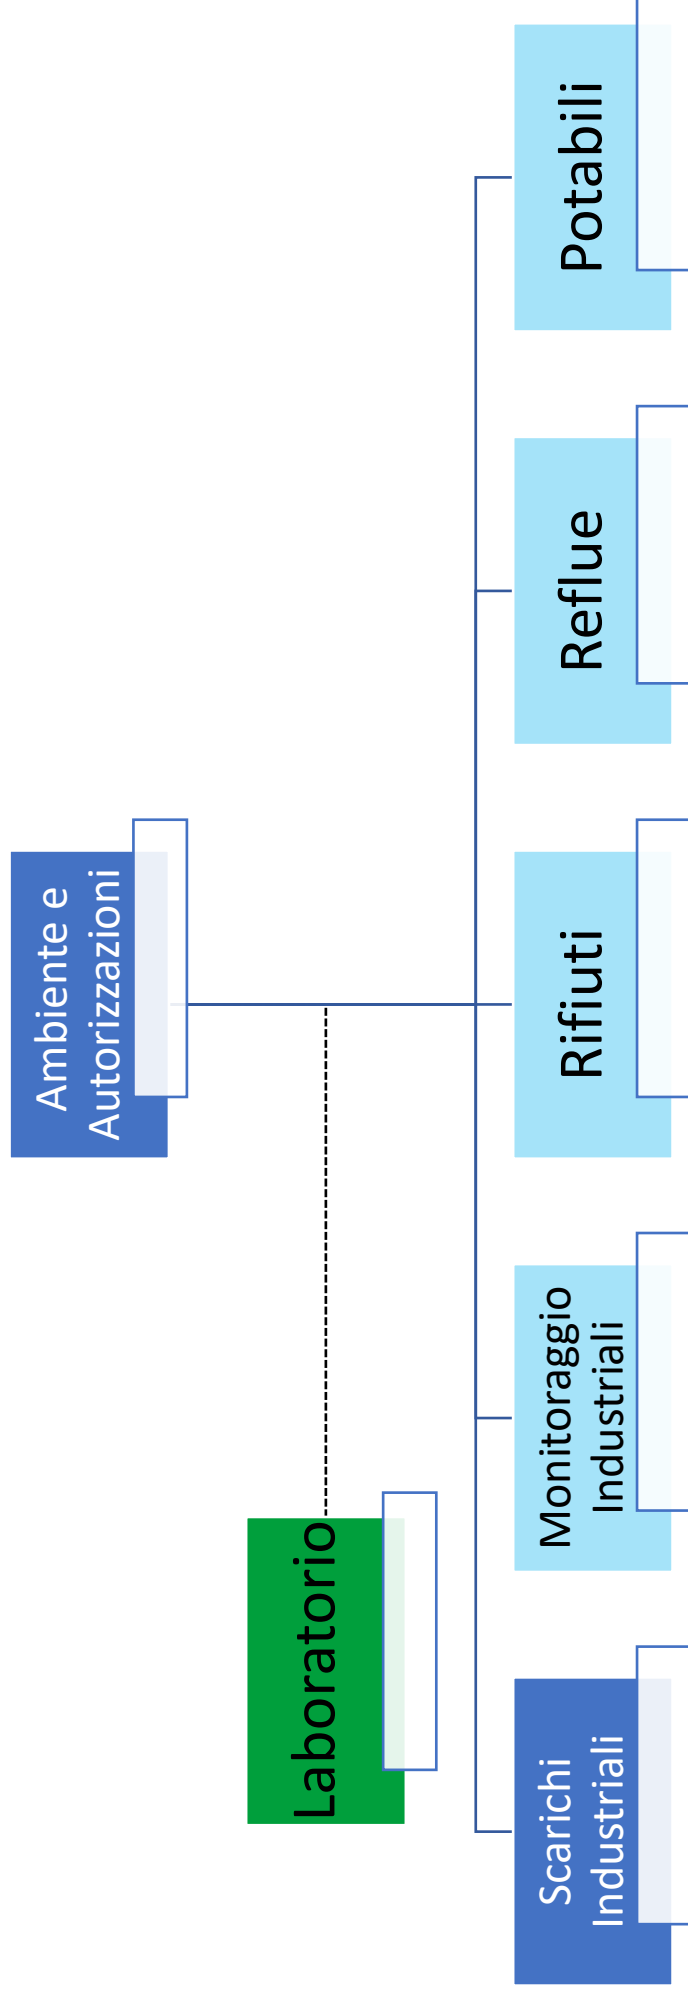 Ambiente e
Autorizzazioni
Laboratorio
Scarichi
Industriali
Monitoraggio
Industriali
Rifiuti
Reflue
Potabili